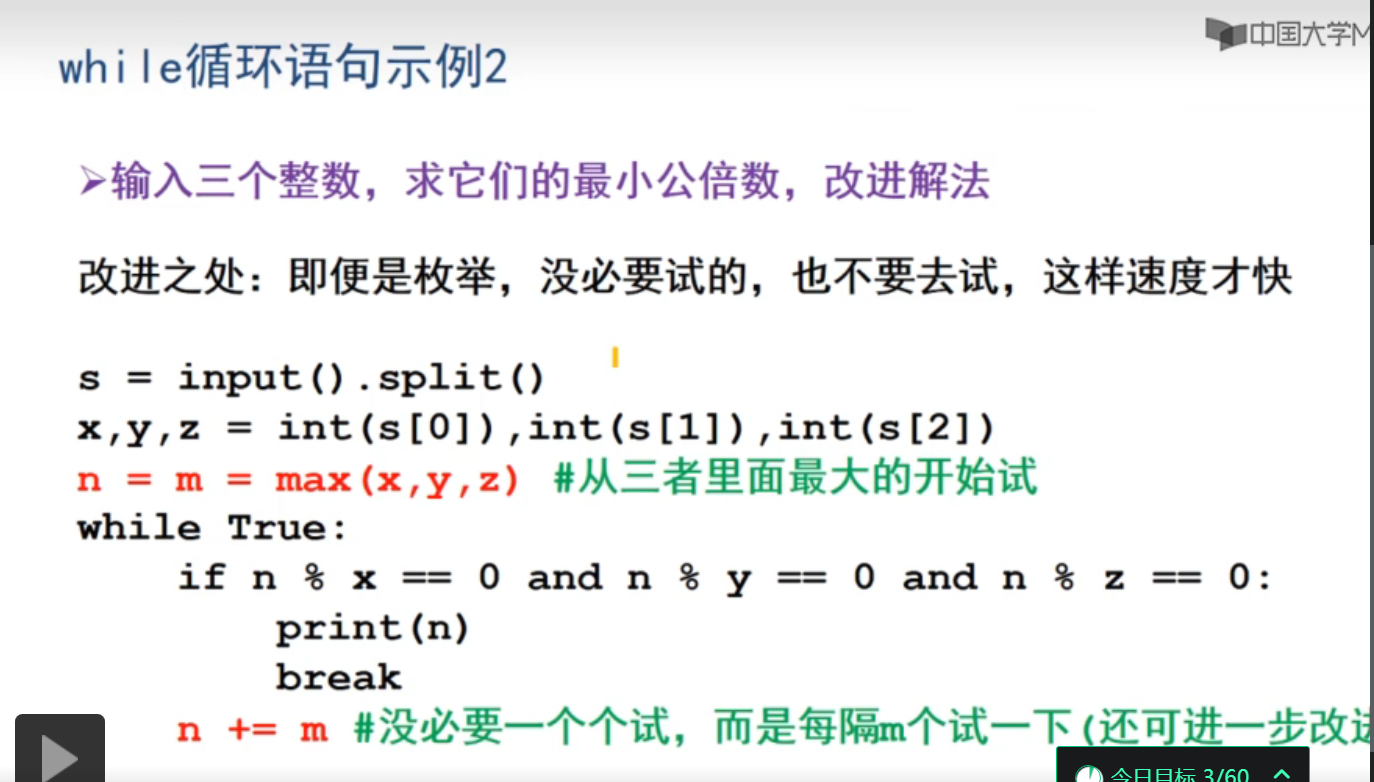 中国大学M
while循环语句示例2
➢输入三个整数，求它们的最小公倍数，改进解法
改进之处：即便是枚举，没必要试的，也不要去试，这样速度才快
s = input().split()
x,y,z = int(s[0]),int(s[1]),int(s[2])
n = m = max(x,y,z) #从三者里面最大的开始试
while True:
if n % x == 0 and n % y == 0 and n % z == 0:
print(n)
break
n += m #没必要一个个试，而是每隔m个试一下(还可进一步改进
今日目标 3/60